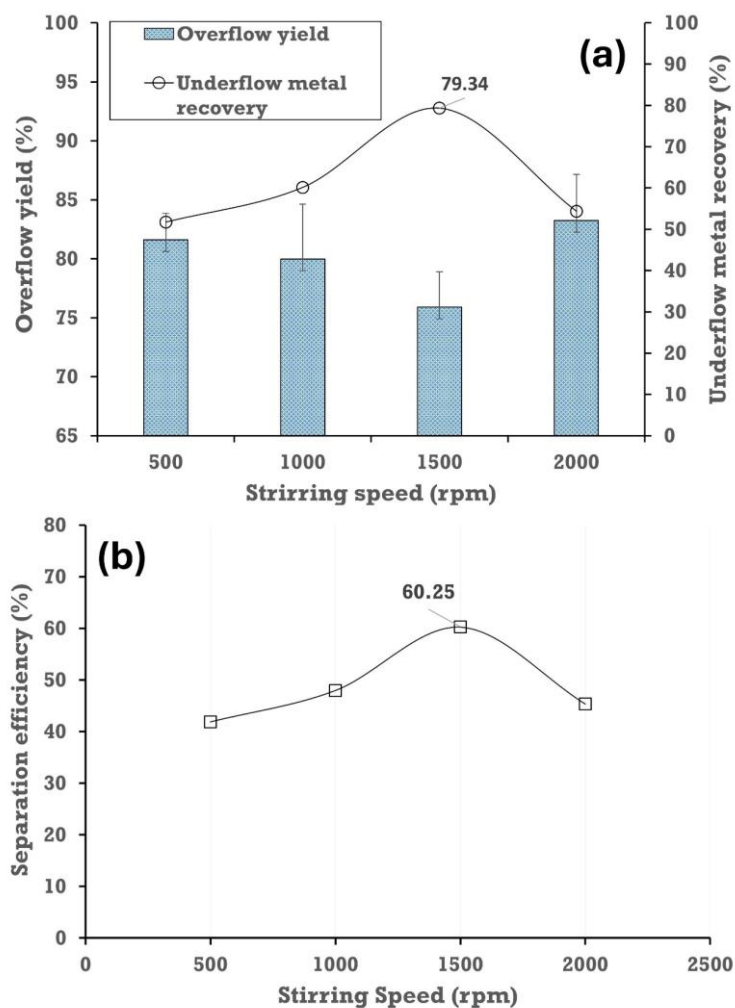 100
95
90
85
80
75
70
65
Overflow yield (%)
Overflow yield
Underflow metal
recovery
(a)
79.34
100
90
80
70
60
50
40
30
20
10
0
Underflow metal recovery (%)
500 1000 1500 2000
Strirring speed (rpm)
80
70
60
50
40
30
20
10
0
Separation efficiency (%)
(b)
60.25
0 500 1000 1500 2000 2500
Stirring Speed (rpm)